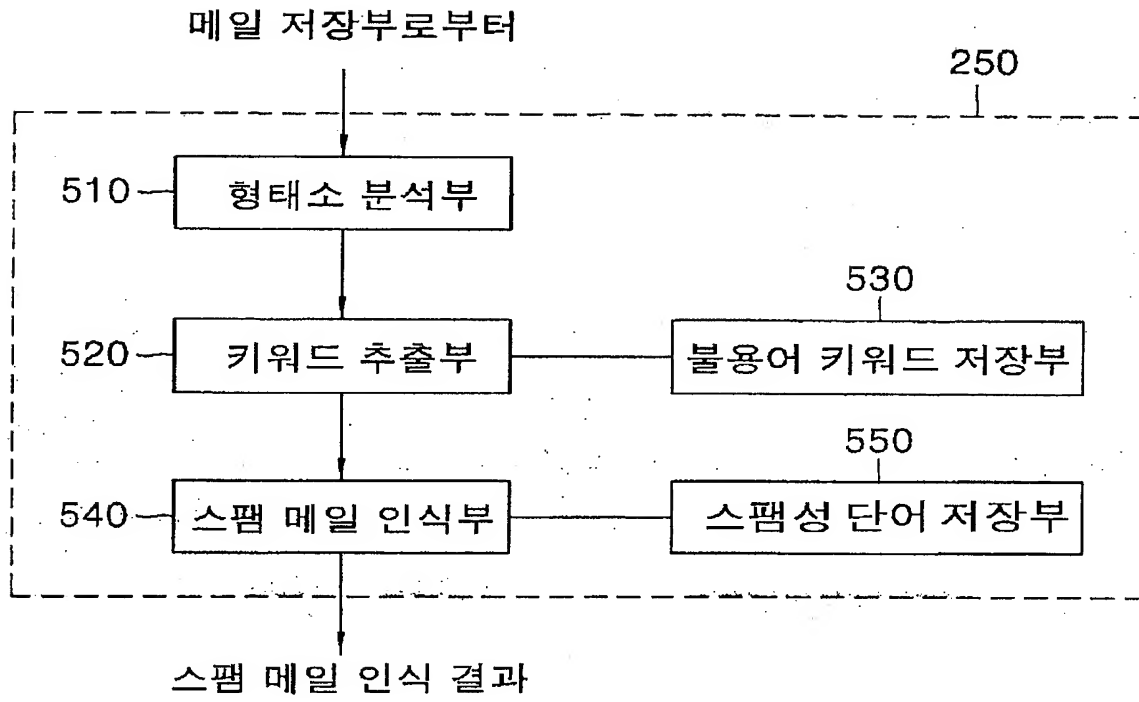 메일 저장부로부터
250
510
형태소 분석부
530
520
키워드 추출부
불용어 키워드 저장부
550
540
스팸 메일 인식부
스팸성 단어 저장부
스팸 메일 인식 결과